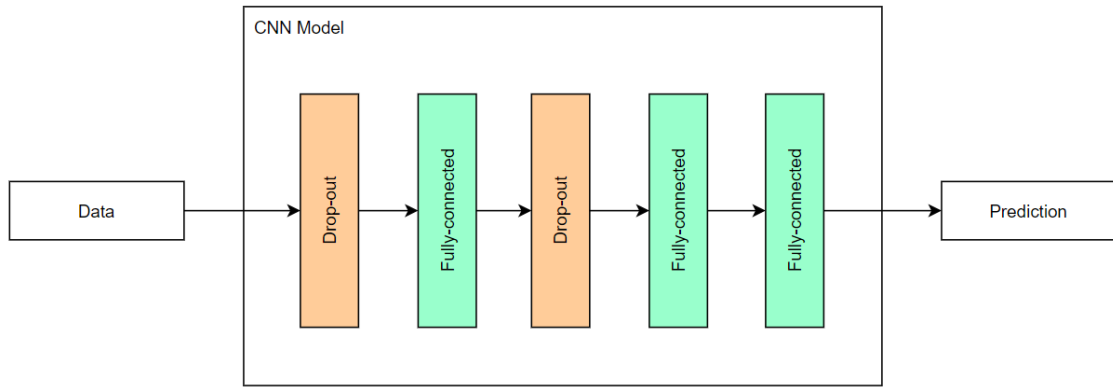 CNN Model
Data
Drop-out
Fully-connected
Drop-out
Fully-connected
Fully-connected
Prediction